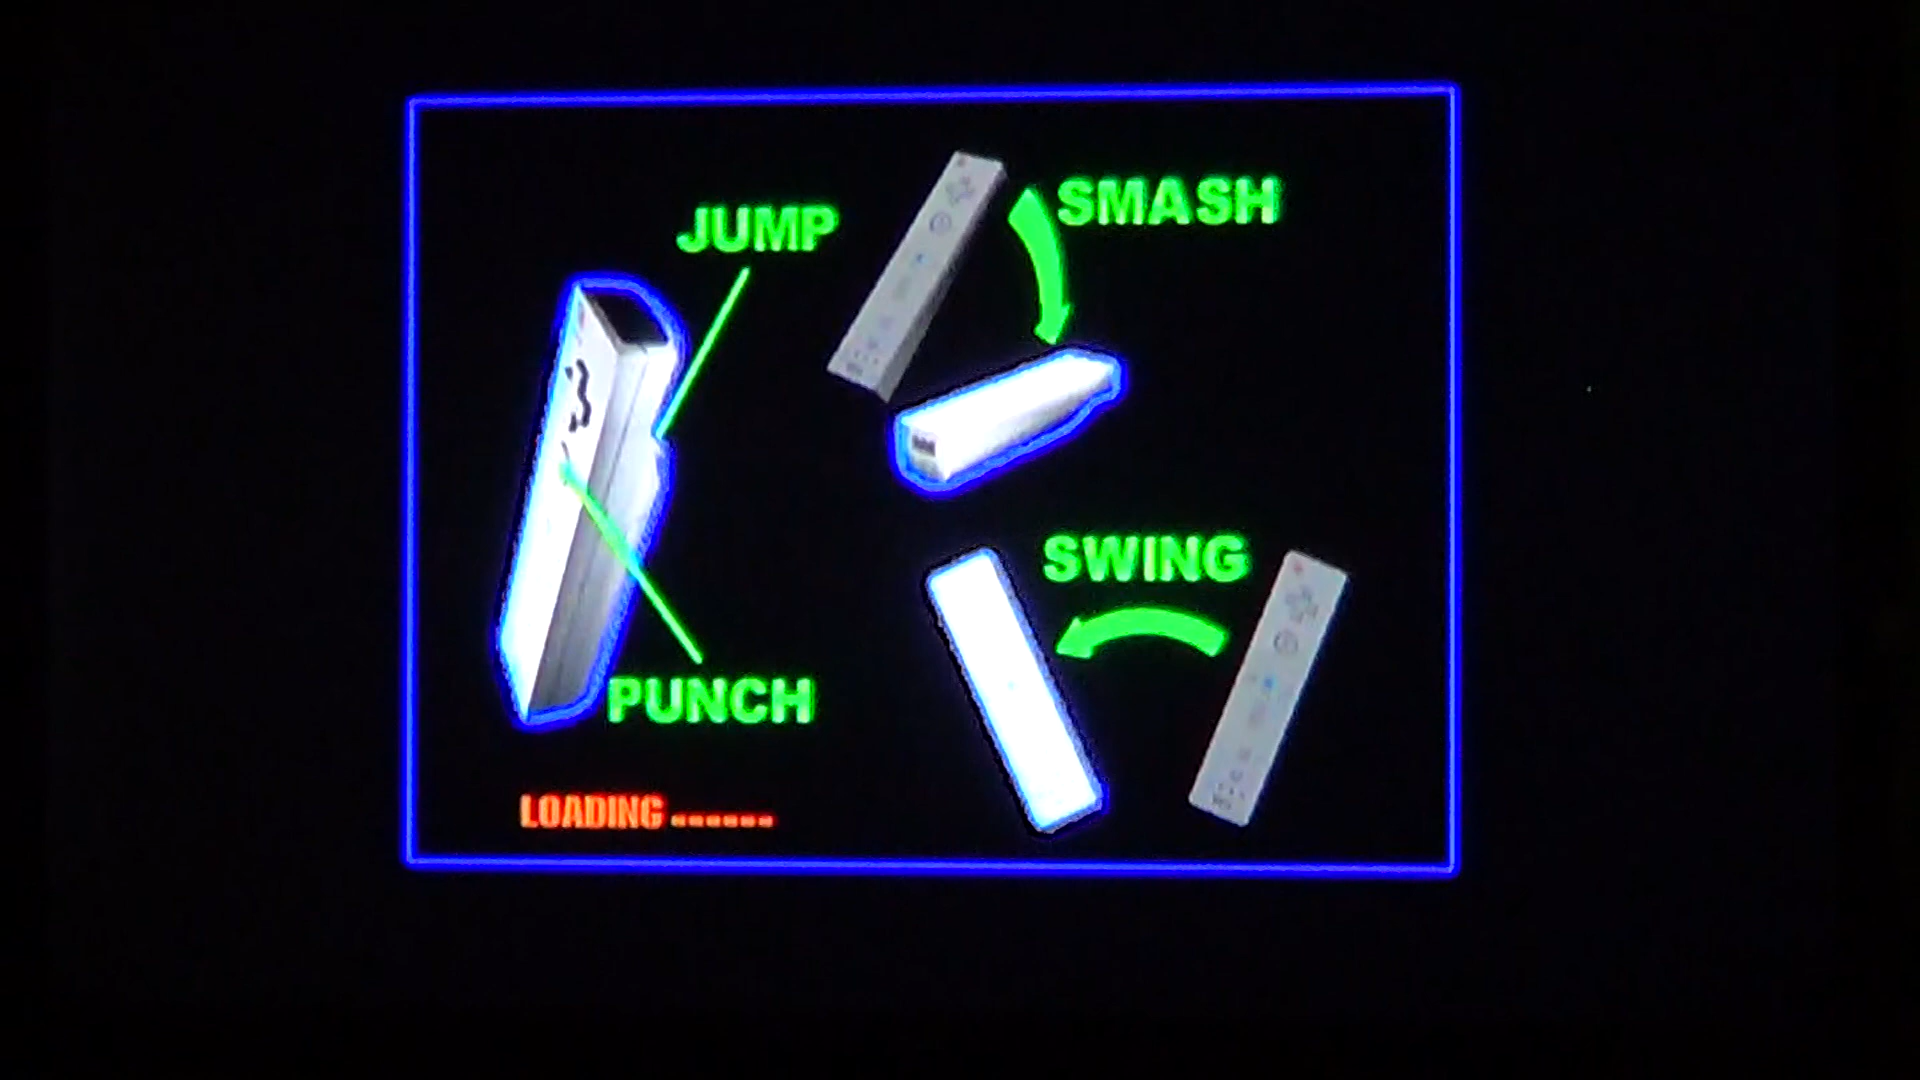 JUMP
SMASH
SWING
PUNCH
LOADING ------